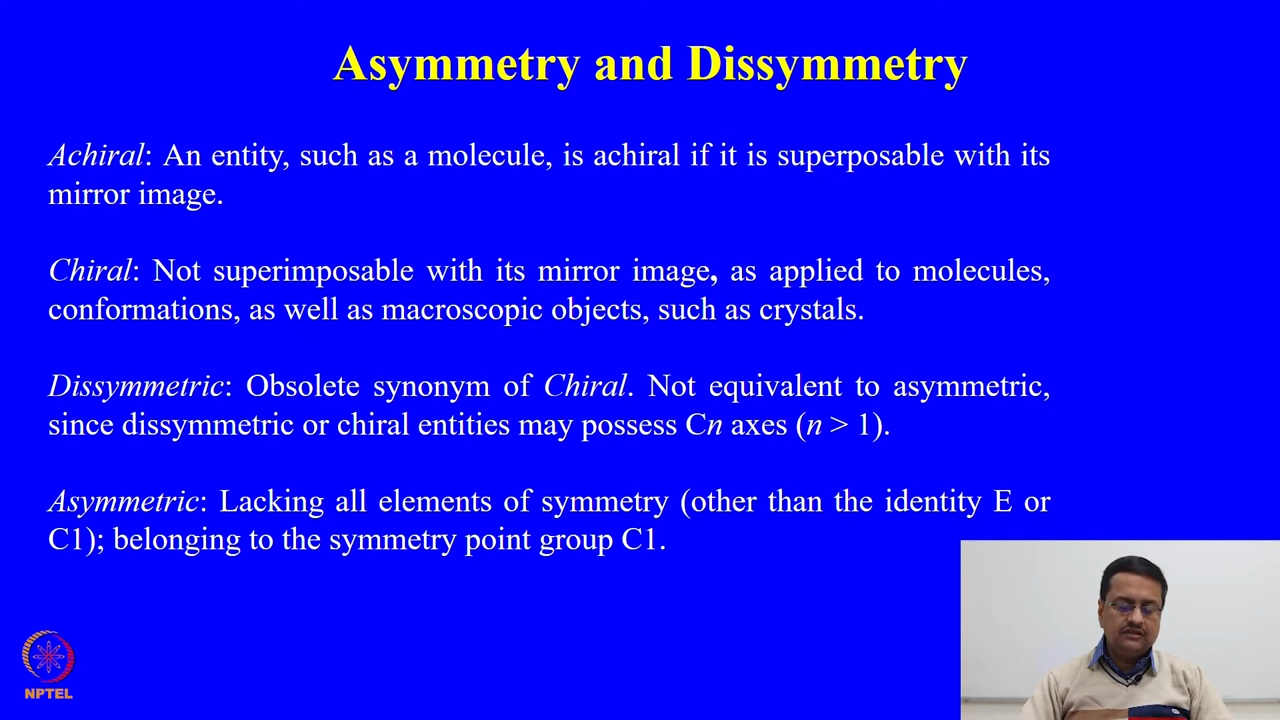 Asymmetry and Dissymmetry
Achiral: An entity, such as a molecule, is achiral if it is superposable with its
mirror image.
Chiral: Not superimposable with its mirror image, as applied to molecules,
conformations, as well as macroscopic objects, such as crystals.
Dissymmetric: Obsolete synonym of Chiral. Not equivalent to asymmetric,
since dissymmetric or chiral entities may possess Cn axes (n > 1).
Asymmetric: Lacking all elements of symmetry (other than the identity E or
C1); belonging to the symmetry point group C1.
NPTEL